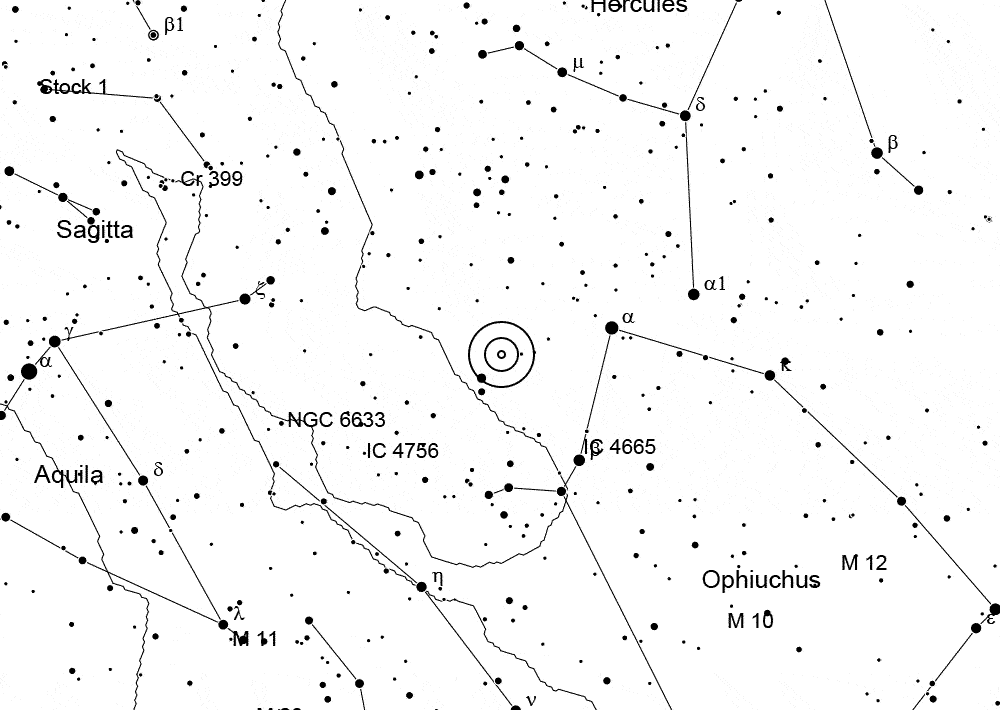 Hercules
β1
μ
Stock 1
δ
β
Cr 399
Sagitta
α1
ζ
α
γ
α
κ
NGC 6633
IC 4665
β
IC 4756
Aquila
δ
M 12
η
Ophiuchus
λ
M 10
ε
M 11
ν